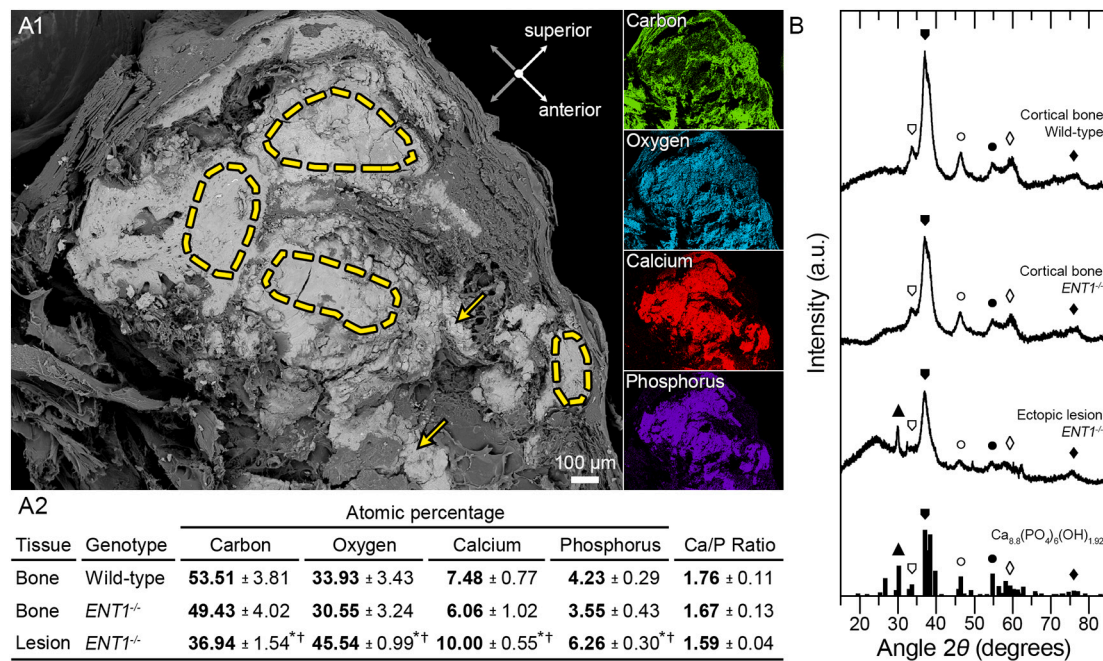 A1
superior
anterior
100 µm
Carbon
Oxygen
Calcium
Phosphorus
A2
Atomic percentage
Tissue Genotype Carbon Oxygen Calcium Phosphorus Ca/P Ratio
Bone Wild-type 53.51 ± 3.81 33.93 ± 3.43 7.48 ± 0.77 4.23 ± 0.29 1.76 ± 0.11
Bone ENT1-/- 49.43 ± 4.02 30.55 ± 3.24 6.06 ± 1.02 3.55 ± 0.43 1.67 ± 0.13
Lesion ENT1-/- 36.94 ± 1.54*† 45.54 ± 0.99*† 10.00 ± 0.55*† 6.26 ± 0.30*† 1.59 ± 0.04
B
Intensity (a.u.)
Cortical bone
Wild-type
Cortical bone
ENT1-/-
Ectopic lesion
ENT1-/-
Ca8.8(PO4)6(OH)1.92
20 30 40 50 60 70 80
Angle 2θ (degrees)